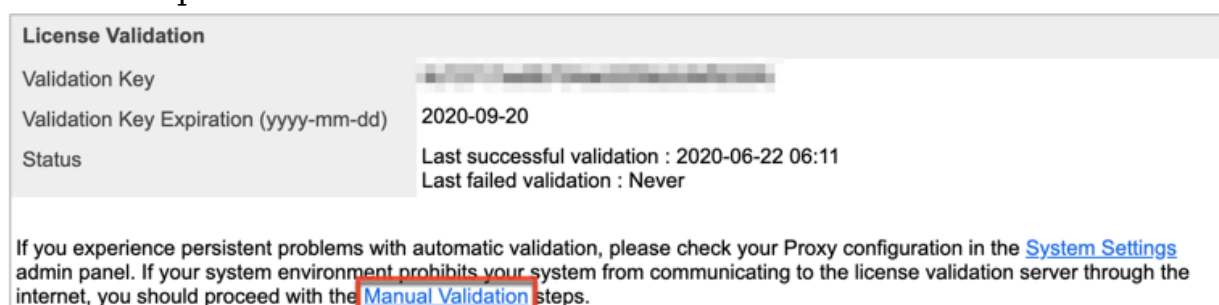 License Validation
Validation Key
Validation Key Expiration (yyyy-mm-dd) 2020-09-20
Status Last successful validation : 2020-06-22 06:11
Last failed validation : Never
If you experience persistent problems with automatic validation, please check your Proxy configuration in the System Settings
admin panel. If your system environment prohibits your system from communicating to the license validation server through the
internet, you should proceed with the Manual Validation steps.